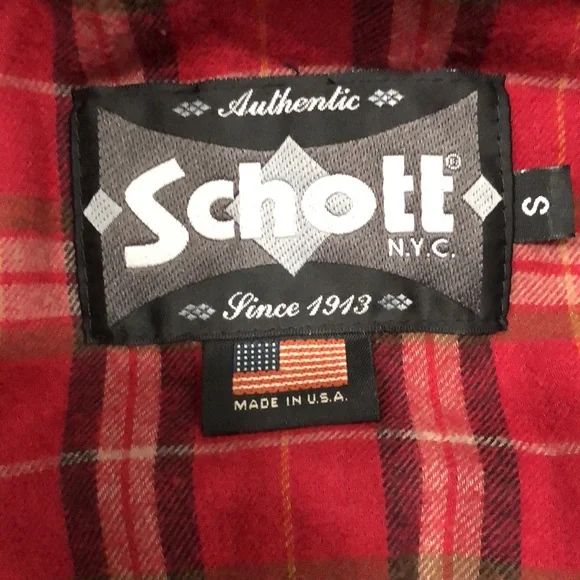 Authentic
Schott®
N.Y.C.
S
Since 1913
MADE IN U.S.A.